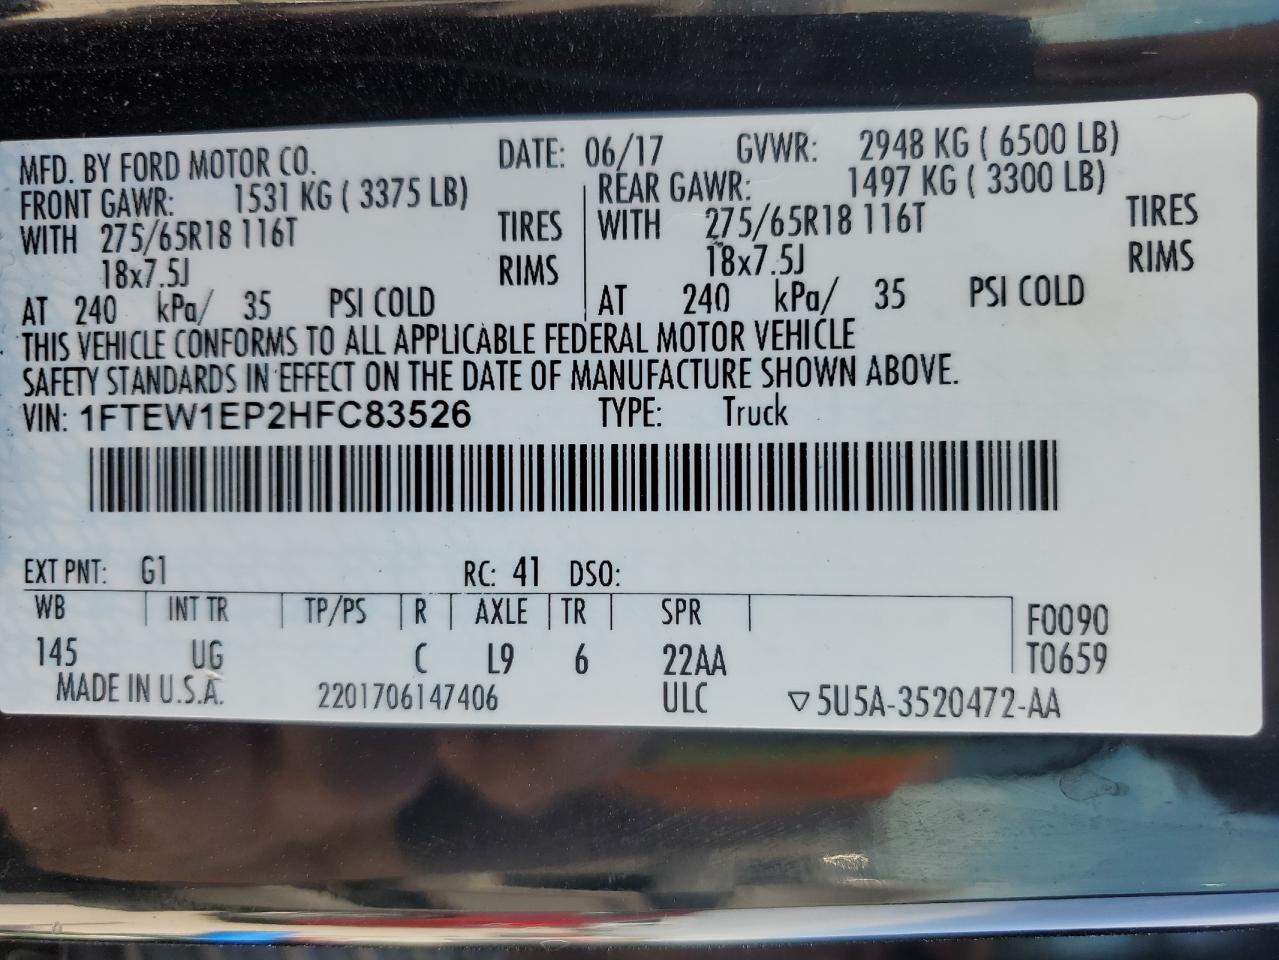 MFD. BY FORD MOTOR CO. DATE: 06/17 GVWR: 2948 KG ( 6500 LB)
FRONT GAWR: 1531 KG ( 3375 LB) REAR GAWR: 1497 KG ( 3300 LB)
WITH 275/65R18 116T TIRES WITH 275/65R18 116T TIRES
18x7.5J RIMS 18x7.5J RIMS
AT 240 kPa/ 35 PSI COLD AT 240 kPa/ 35 PSI COLD
THIS VEHICLE CONFORMS TO ALL APPLICABLE FEDERAL MOTOR VEHICLE
SAFETY STANDARDS IN EFFECT ON THE DATE OF MANUFACTURE SHOWN ABOVE.
VIN: 1FTEW1EP2HFC83526 TYPE: Truck
EXT PNT: G1 RC: 41 DSO:
WB INT TR TP/PS R AXLE TR SPR F0090
145 UG C L9 6 22AA T0659
MADE IN U.S.A. 2201706147406 ULC ▽5U5A-3520472-AA